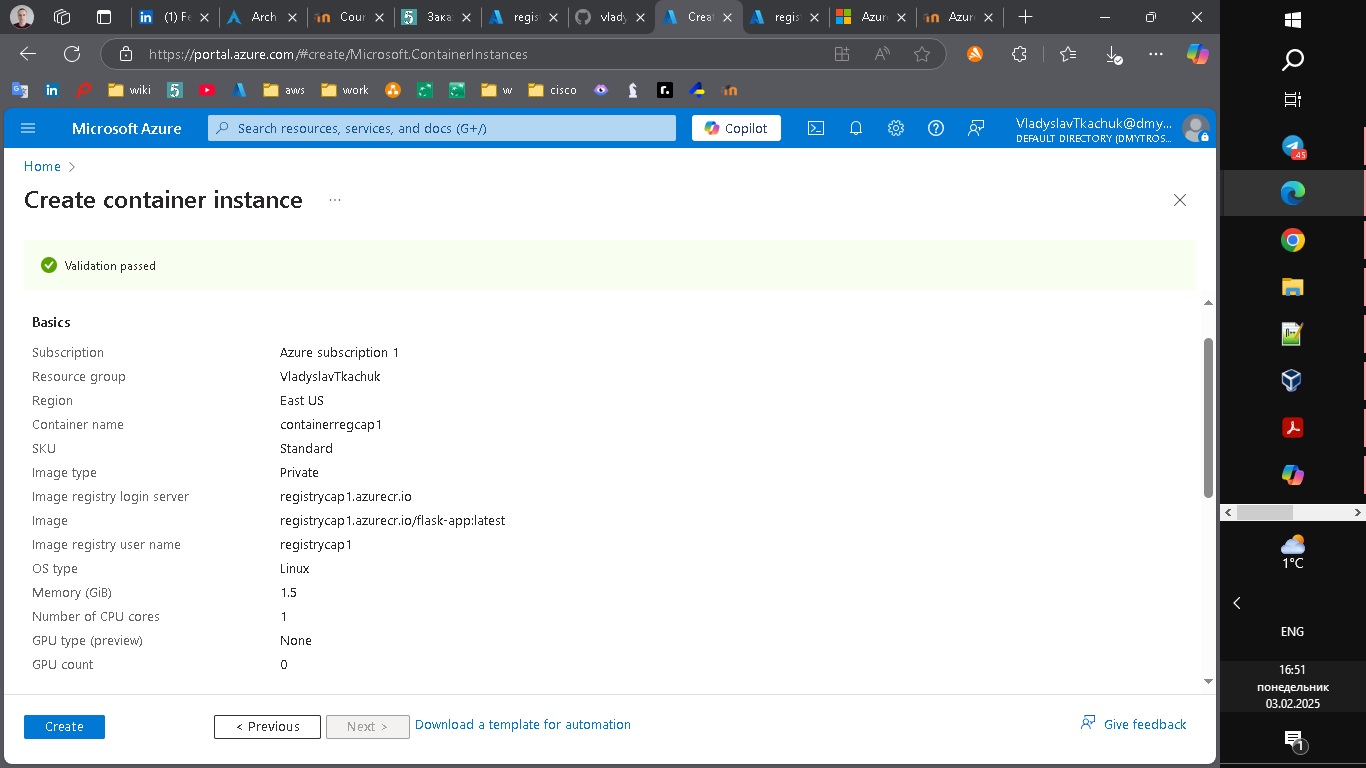 (1) Fe
Arch
Cour
Зака
regis
vlady
Crea
regis
Azur
Azure
https://portal.azure.com/#create/Microsoft.ContainerInstances
wiki
aws
work
w
cisco
Microsoft Azure
Search resources, services, and docs (G+/)
Copilot
VladyslavTkachuk@dmy...
DEFAULT DIRECTORY (DMYTROS...
Home
Create container instance
Validation passed
Basics
Subscription Azure subscription 1
Resource group VladyslavTkachuk
Region East US
Container name containerregcap1
SKU Standard
Image type Private
Image registry login server registrycap1.azurecr.io
Image registrycap1.azurecr.io/flask-app:latest
Image registry user name registrycap1
OS type Linux
Memory (GiB) 1.5
Number of CPU cores 1
GPU type (preview) None
GPU count 0
Create
< Previous
Next >
Download a template for automation
Give feedback
45
1°C
ENG
16:51
понедельник
03.02.2025
1